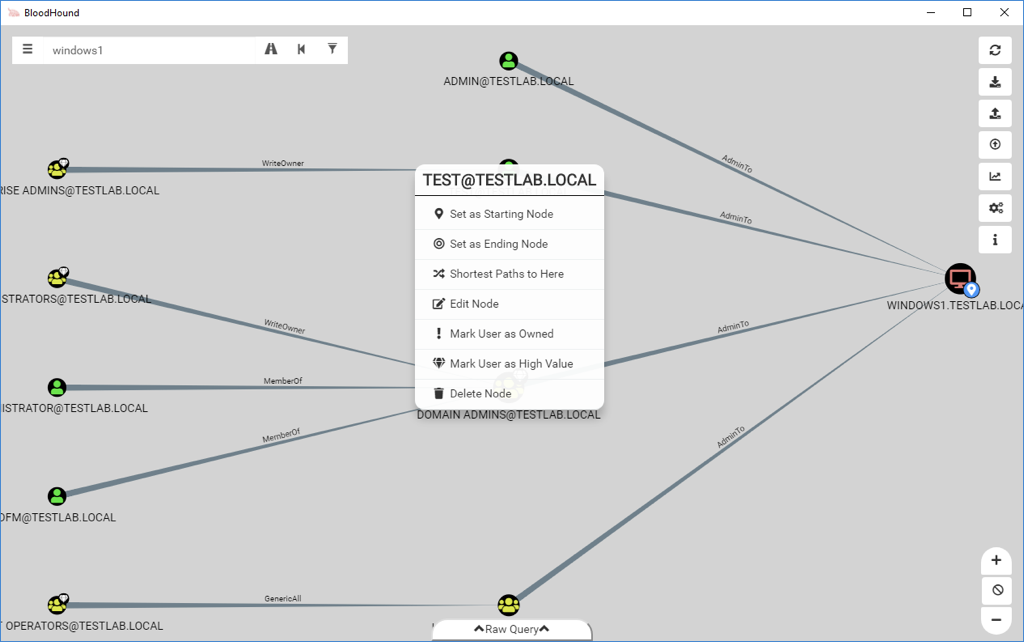 BloodHound
windows1
ADMIN@TESTLAB.LOCAL
AdminTo
WriteOwner
RISE ADMINS@TESTLAB.LOCAL
TEST@TESTLAB.LOCAL
Set as Starting Node
Set as Ending Node
Shortest Paths to Here
Edit Node
Mark User as Owned
Mark User as High Value
Delete Node
AdminTo
STRATORS@TESTLAB.LOCAL
WINDOWS1.TESTLAB.LOCA
WriteOwner
AdminTo
MemberOf
ISTRATOR@TESTLAB.LOCAL
DOMAIN ADMINS@TESTLAB.LOCAL
MemberOf
AdminTo
DFM@TESTLAB.LOCAL
GenericAll
OPERATORS@TESTLAB.LOCAL
Raw Query